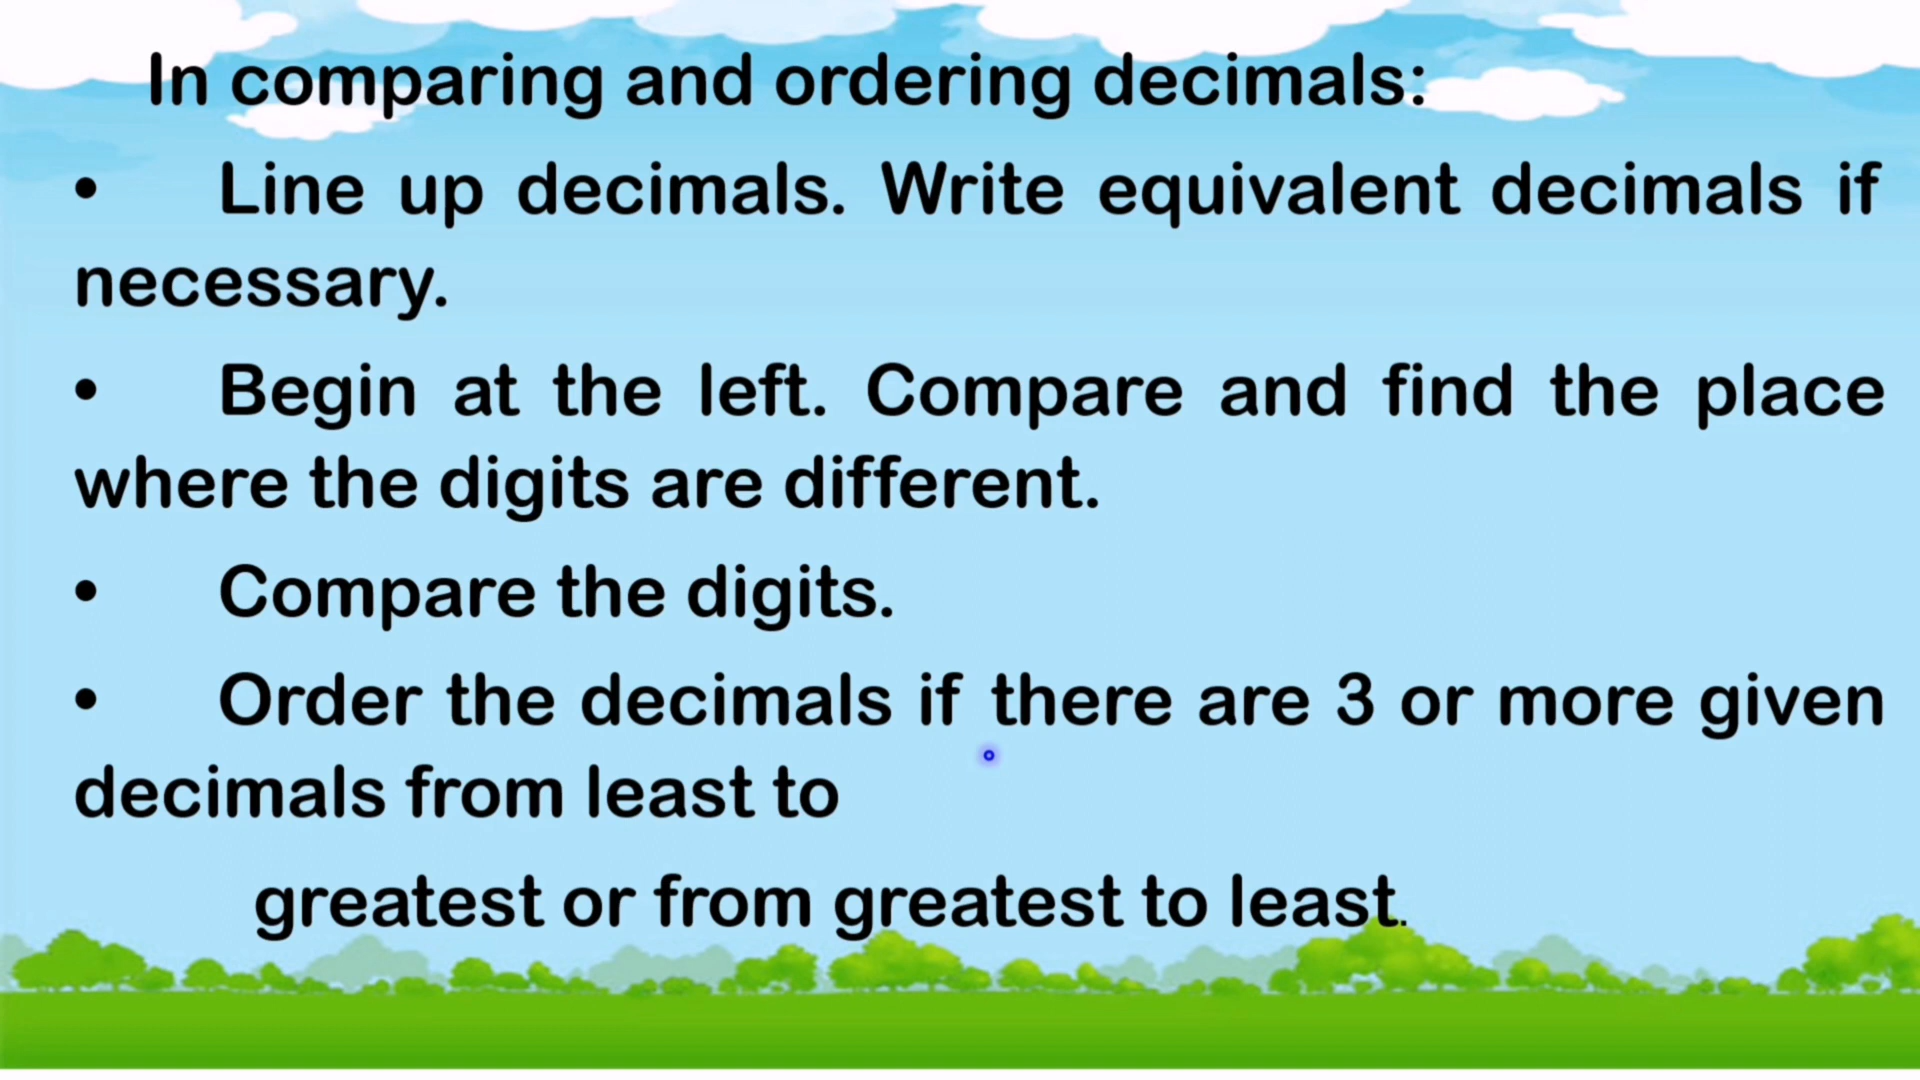 In comparing and ordering decimals:
• Line up decimals. Write equivalent decimals if
necessary.
• Begin at the left. Compare and find the place
where the digits are different.
• Compare the digits.
• Order the decimals if there are 3 or more given
decimals from least to
greatest or from greatest to least.